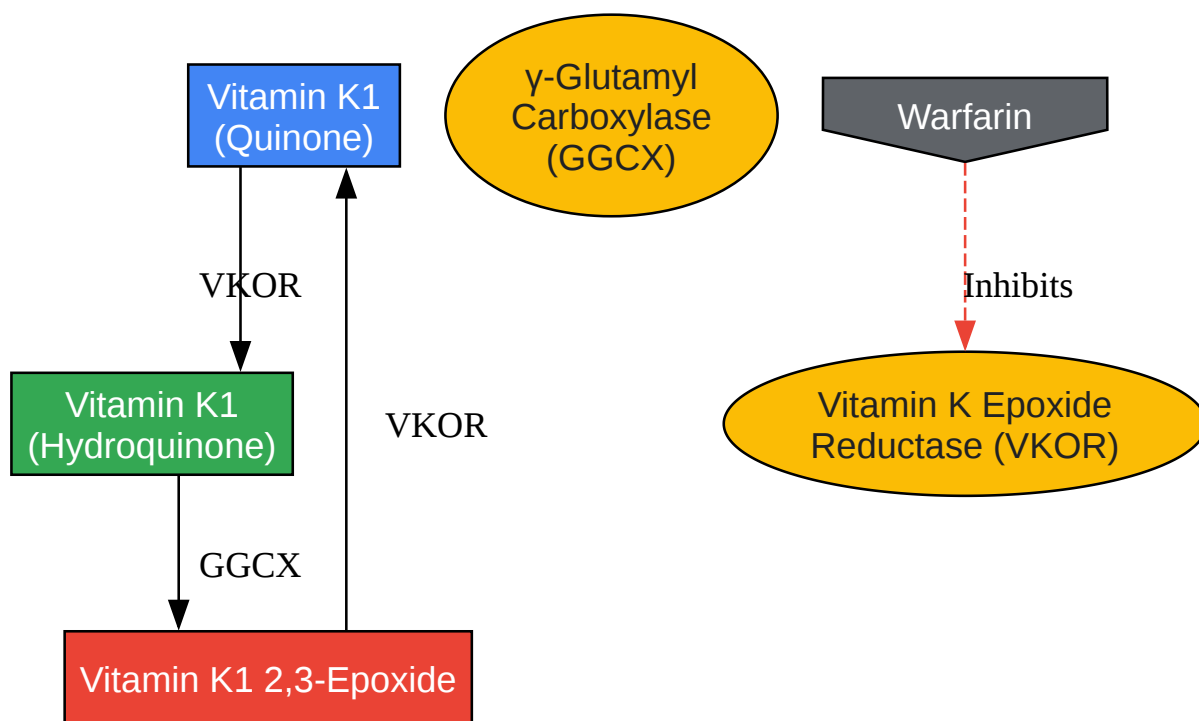 Vitamin K1
(Quinone)
γ-Glutamyl
Carboxylase
(GGCX)
Warfarin
VKOR
Inhibits
Vitamin K1
(Hydroquinone)
VKOR
Vitamin K Epoxide
Reductase (VKOR)
GGCX
Vitamin K1 2,3-Epoxide